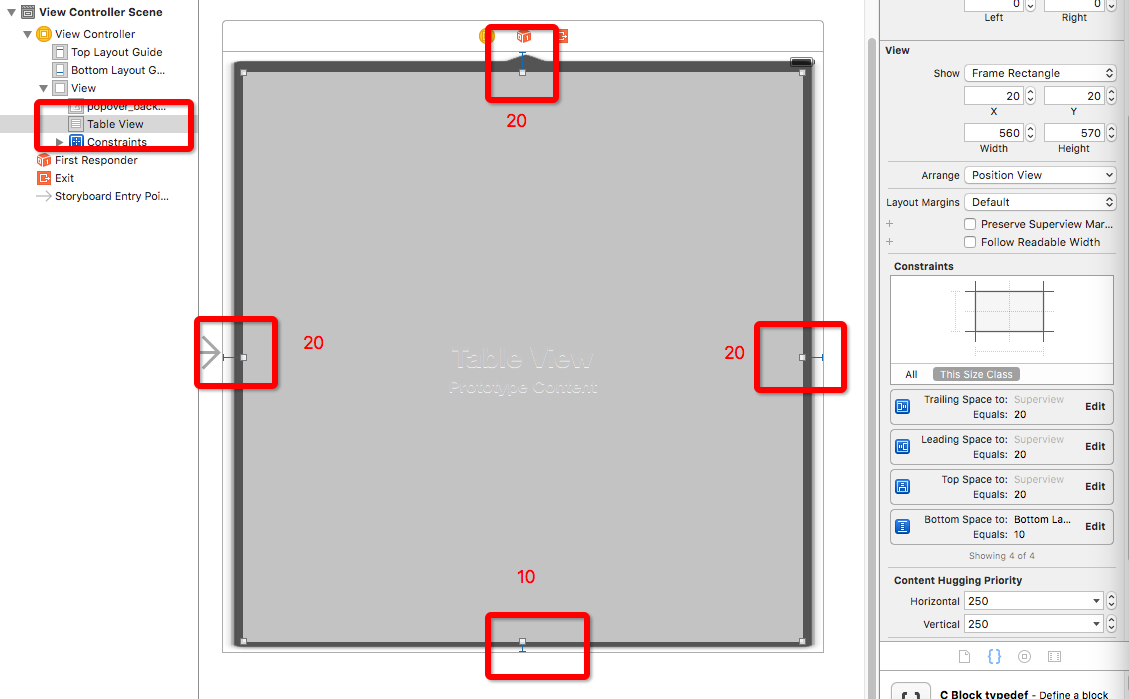 View Controller Scene
View Controller
Top Layout Guide
Bottom Layout G...
View
popover_back...
Table View
Constraints
First Responder
Exit
Storyboard Entry Poi...
20
20
20
Table View
Prototype Content
10
0 0
Left Right
View
Show Frame Rectangle
20 20
X Y
560 570
Width Height
Arrange Position View
Layout Margins Default
+ Preserve Superview Mar...
+ Follow Readable Width
Constraints
All This Size Class
Trailing Space to: Superview
Equals: 20
Edit
Leading Space to: Superview
Equals: 20
Edit
Top Space to: Superview
Equals: 20
Edit
Bottom Space to: Bottom La...
Equals: 10
Edit
Showing 4 of 4
Content Hugging Priority
Horizontal 250
Vertical 250
{ }
C Block typedef - Define a block